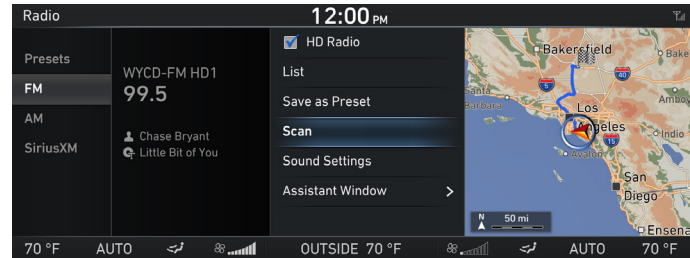 Radio
12:00 PM
Presets
FM
AM
SiriusXM
WYCD-FM HD1
99.5
Chase Bryant
Little Bit of You
HD Radio
List
Save as Preset
Scan
Sound Settings
Assistant Window
Bakersfield
Bake
5
40
Santa
Barbara
Amboy
Los
Angeles
15
Indio
Avalon
San
Diego
Ensena
N
50 mi
70 °F
AUTO
OUTSIDE 70 °F
AUTO
70 °F